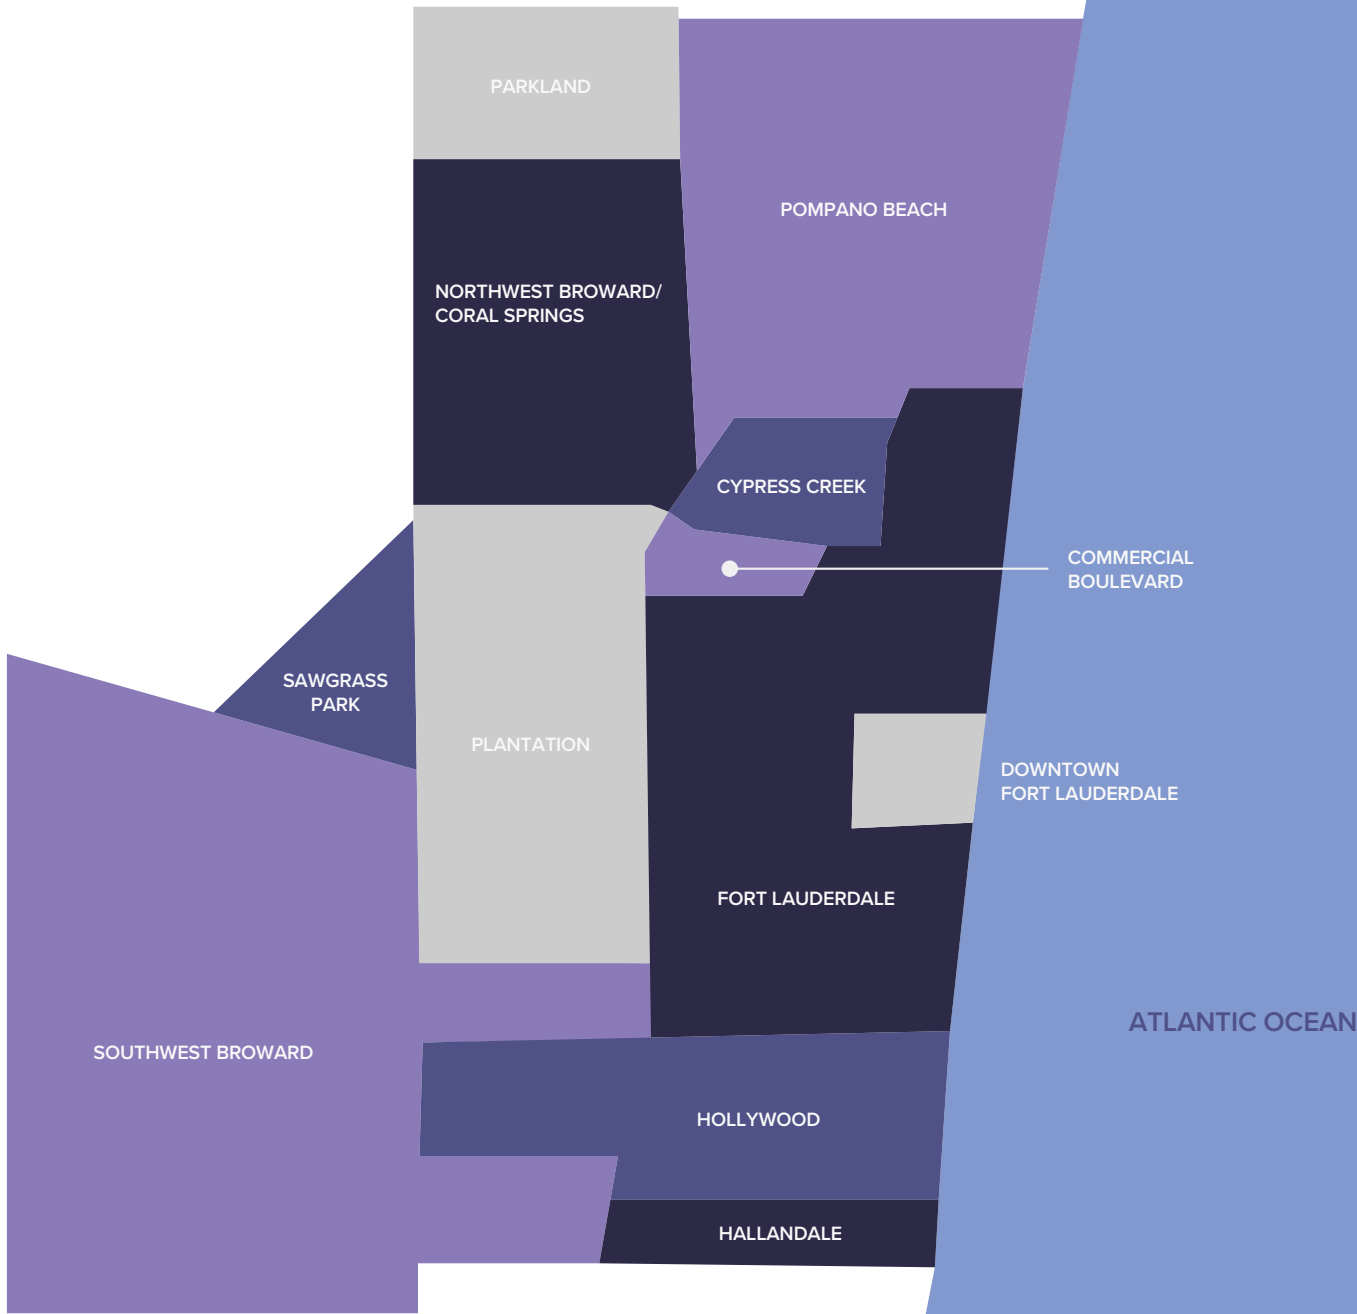 PARKLAND
POMPANO BEACH
NORTHWEST BROWARD/
CORAL SPRINGS
CYPRESS CREEK
COMMERCIAL
BOULEVARD
SAWGRASS
PARK
PLANTATION
DOWNTOWN
FORT LAUDERDALE
FORT LAUDERDALE
ATLANTIC OCEAN
SOUTHWEST BROWARD
HOLLYWOOD
HALLANDALE